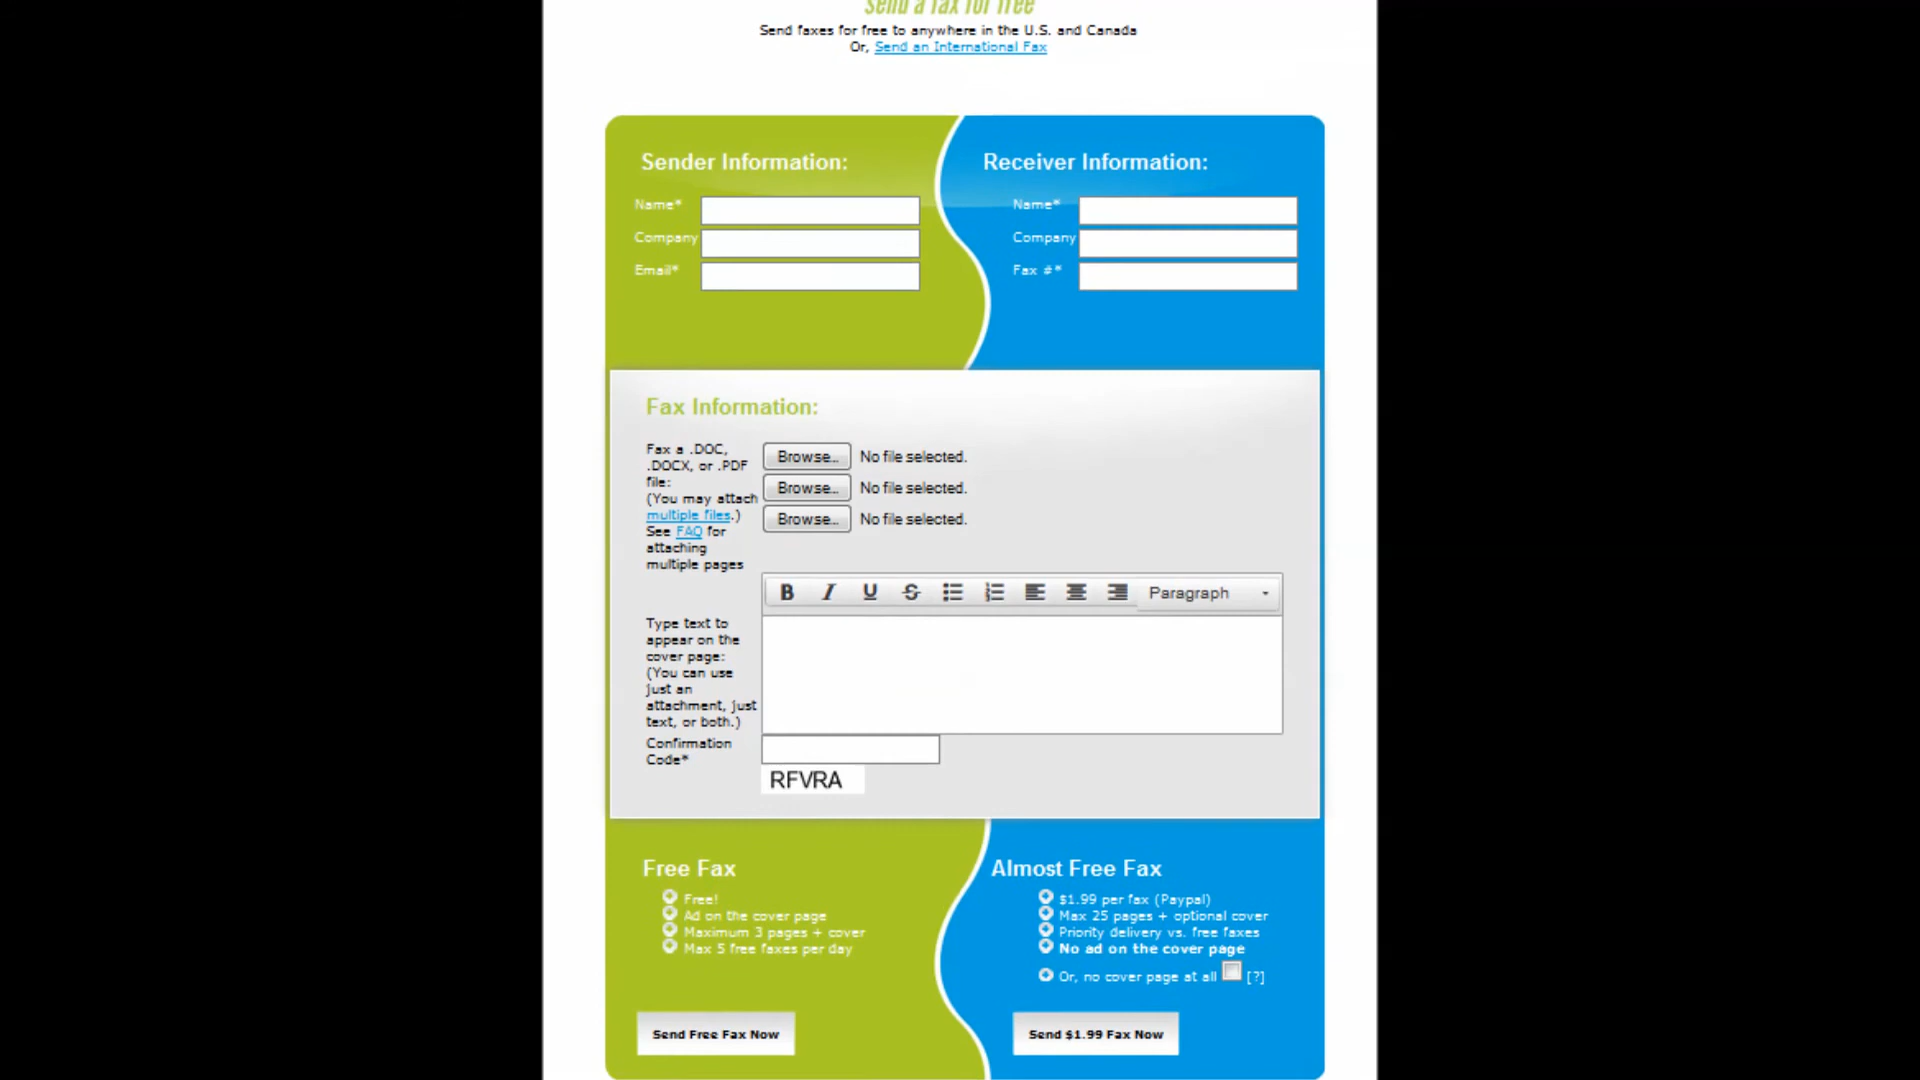 Send a fax for free
Send faxes for free to anywhere in the U.S. and Canada
Or, Send an International Fax
Sender Information:
Name*
Company
Email*
Receiver Information:
Name*
Company
Fax #*
Fax Information:
Fax a .DOC,
.DOCX, or .PDF
file:
(You may attach
multiple files.)
See FAQ for
attaching
multiple pages
Browse... No file selected.
Browse... No file selected.
Browse... No file selected.
B I U S Paragraph
Type text to
appear on the
cover page:
(You can use
just an
attachment, just
text, or both.)
Confirmation
Code*
RFVRA
Free Fax
Free!
Ad on the cover page
Maximum 3 pages + cover
Max 5 free faxes per day
Send Free Fax Now
Almost Free Fax
$1.99 per fax (Paypal)
Max 25 pages + optional cover
Priority delivery vs. free faxes
No ad on the cover page
Or, no cover page at all [?]
Send $1.99 Fax Now